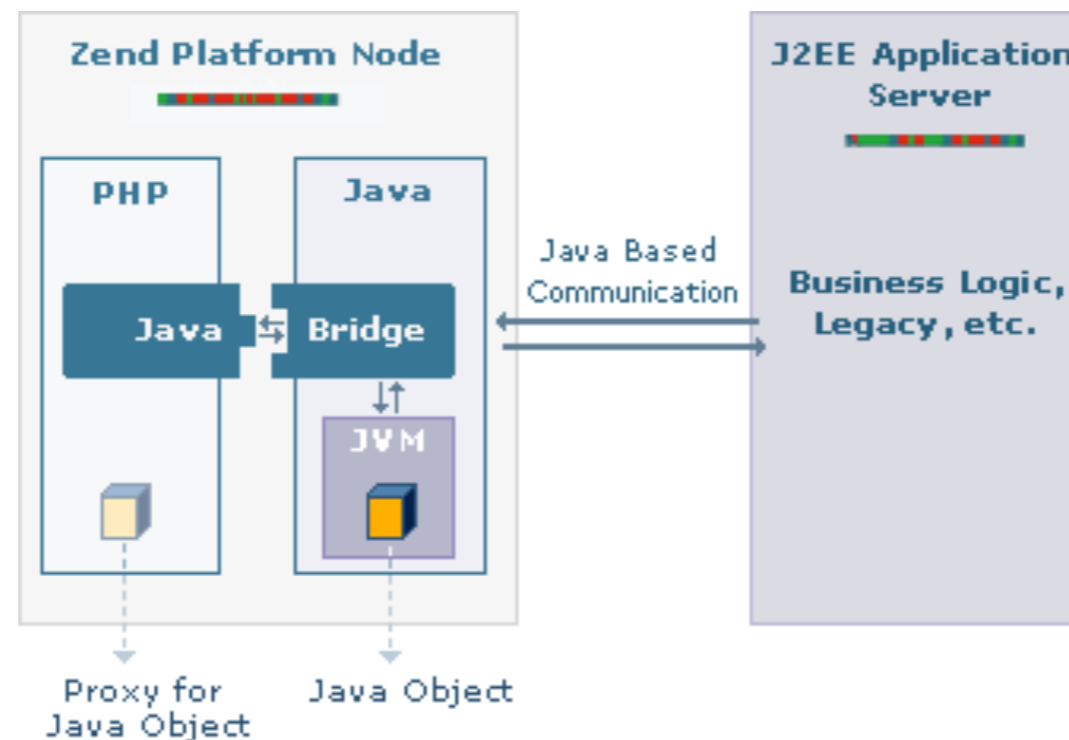 Zend Platform Node
J2EE Application
Server
PHP
Java
Java Based
Communication
Business Logic,
Legacy, etc.
Java
Bridge
JVM
Proxy for
Java Object
Java Object